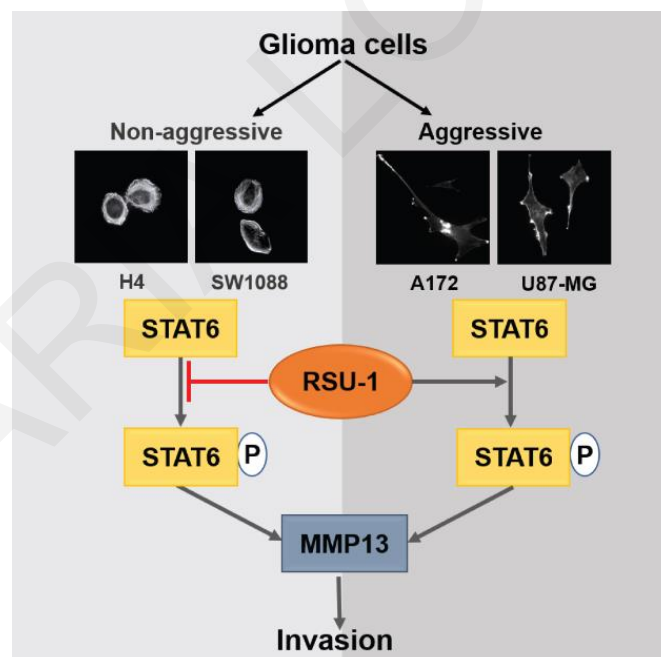 Glioma cells
Non-aggressive Aggressive
H4 SW1088 A172 U87-MG
STAT6 STAT6
RSU-1
STAT6 P STAT6 P
MMP13
Invasion